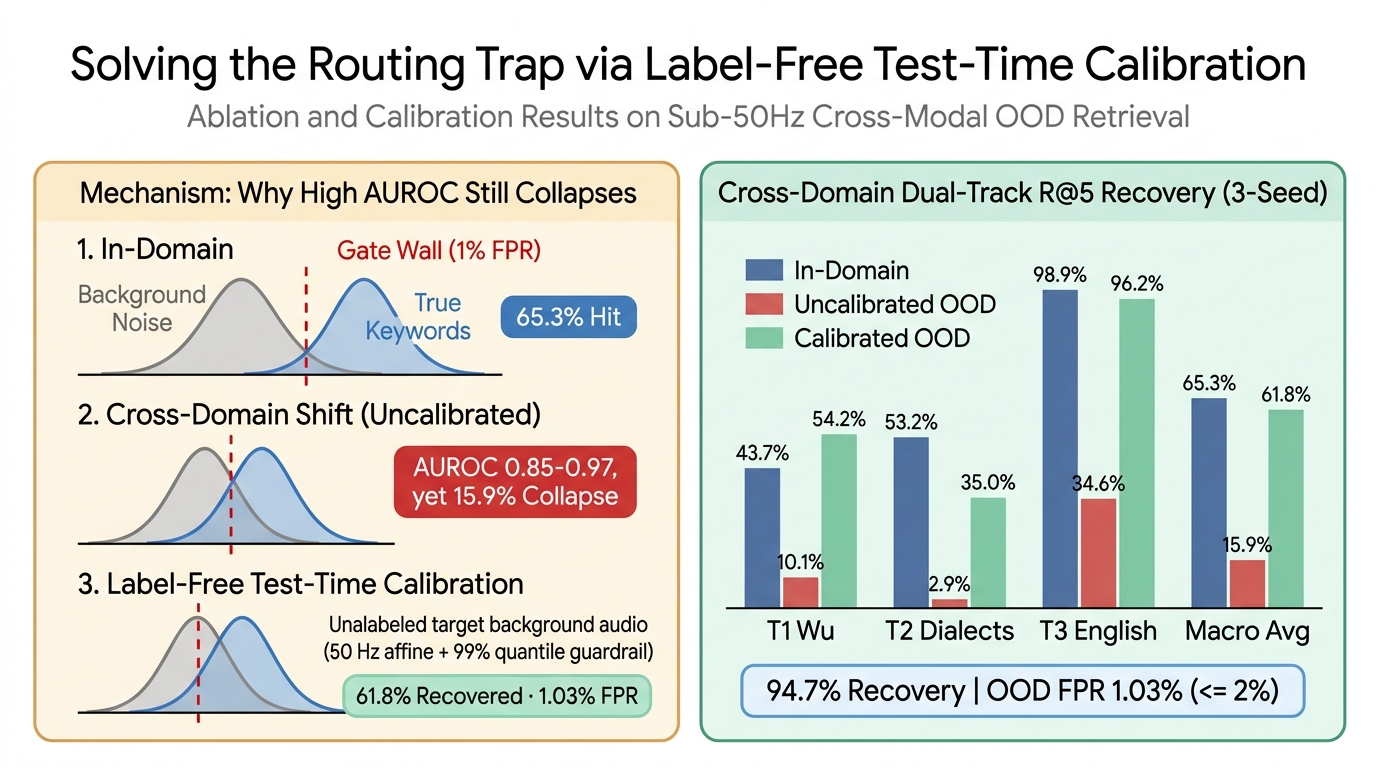 Solving the Routing Trap via Label-Free Test-Time Calibration
Ablation and Calibration Results on Sub-50Hz Cross-Modal OOD Retrieval
Mechanism: Why High AUROC Still Collapses
1. In-Domain
Gate Wall (1% FPR)
Background
Noise
True
Keywords
65.3% Hit
2. Cross-Domain Shift (Uncalibrated)
AUROC 0.85-0.97,
yet 15.9% Collapse
3. Label-Free Test-Time Calibration
Unalabeled target background audio
(50 Hz affine + 99% quantile guardrail)
61.8% Recovered · 1.03% FPR
Cross-Domain Dual-Track R@5 Recovery (3-Seed)
In-Domain
Uncalibrated OOD
Calibrated OOD
43.7%
10.1%
54.2%
53.2%
2.9%
35.0%
98.9%
34.6%
96.2%
65.3%
15.9%
61.8%
T1 Wu
T2 Dialects
T3 English
Macro Avg
94.7% Recovery | OOD FPR 1.03% (<= 2%)